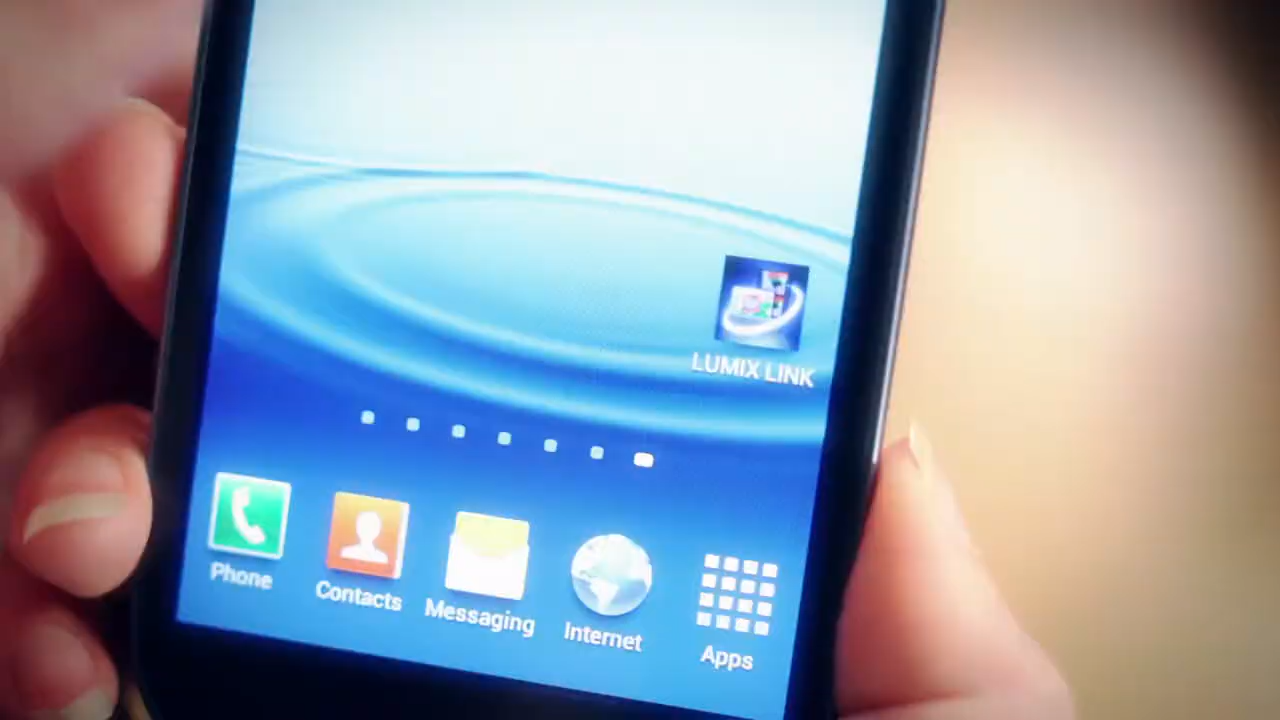 LUMIX LINK
Phone
Contacts
Messaging
Internet
Apps